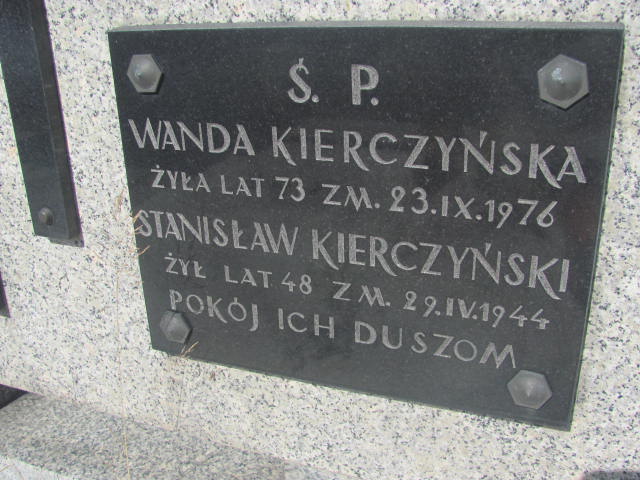 Ś. P.
WANDA KIERCZYŃSKA
ŻYŁA LAT 73 ZM. 23.IX.1976
STANISŁAW KIERCZYŃSKI
ŻYŁ LAT 48 ZM. 29.IV.1944
POKÓJ ICH DUSZOM